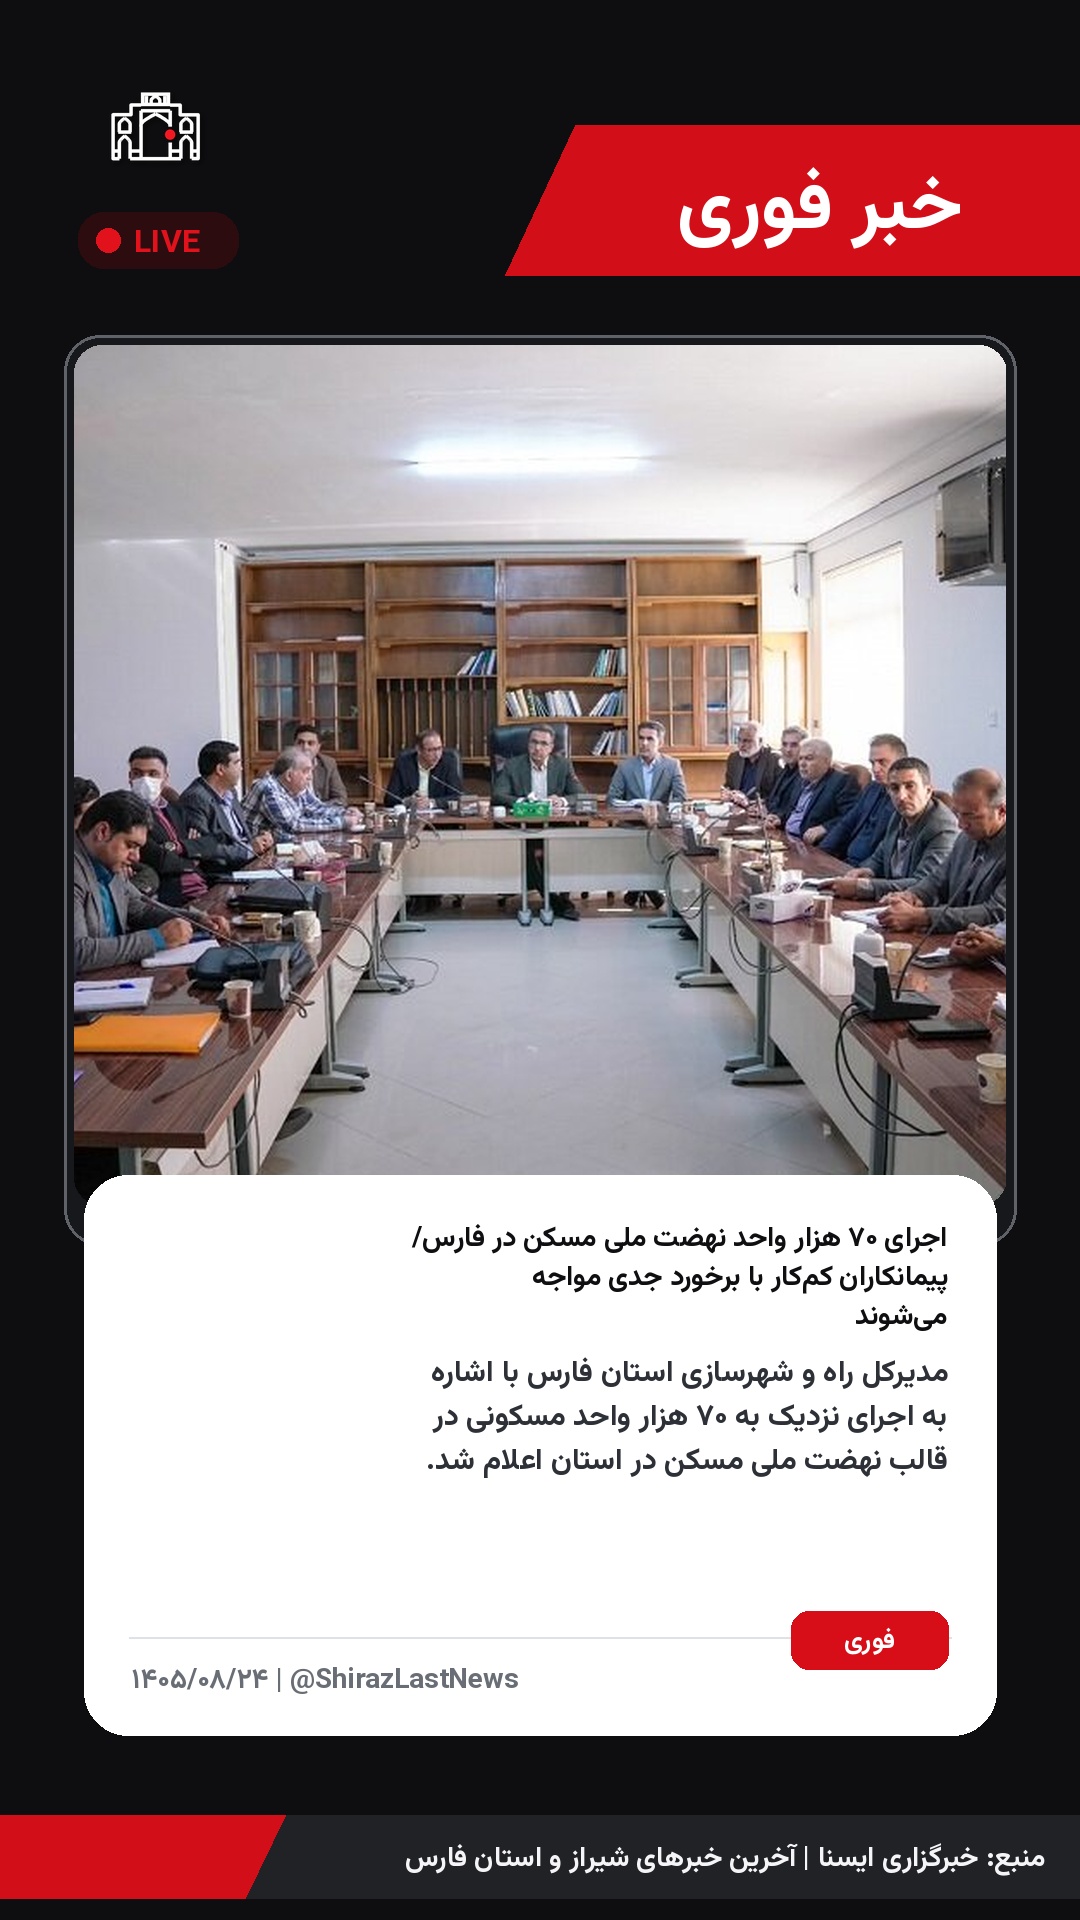 خبر فوری
LIVE
اجرای ۷۰ هزار واحد نهضت ملی مسکن در فارس/
پیمانکاران کم‌کار با برخورد جدی مواجه
می‌شوند
مدیرکل راه و شهرسازی استان فارس با اشاره
به اجرای نزدیک به ۷۰ هزار واحد مسکونی در
قالب نهضت ملی مسکن در استان اعلام شد.
فوری
۱۴۰۵/۰۸/۲۴ | @ShirazLastNews
منبع: خبرگزاری ایسنا | آخرین خبرهای شیراز و استان فارس